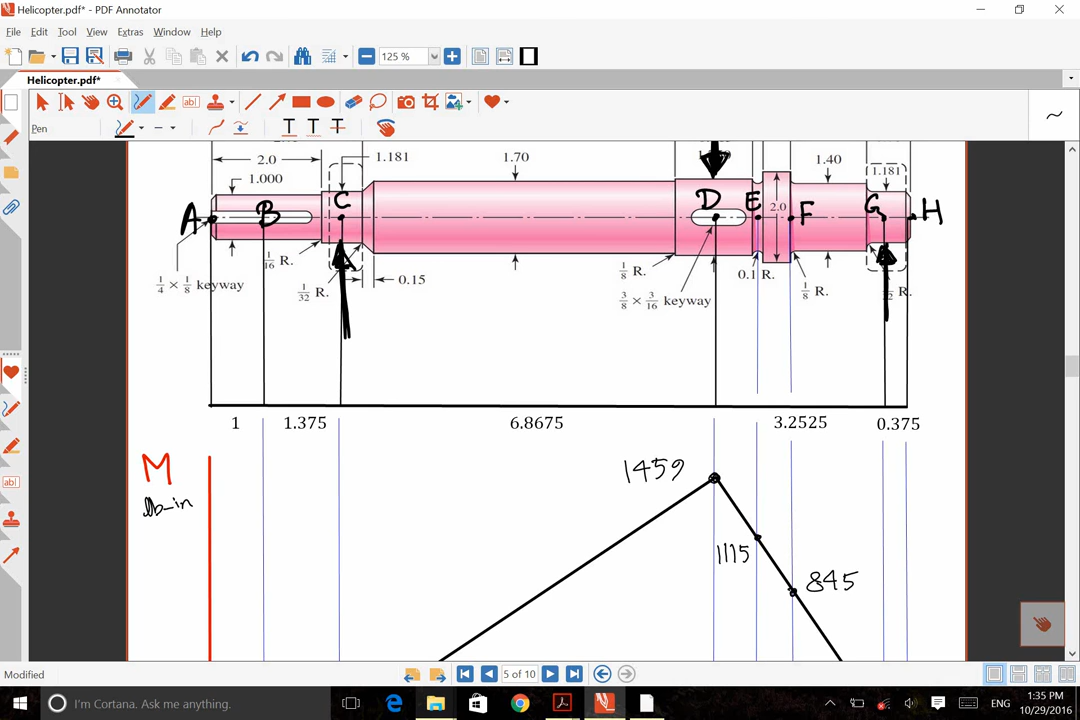 Helicopter.pdf* - PDF Annotator
File Edit Tool View Extras Window Help
125 %
Helicopter.pdf*
Pen
2.0
1.181
1.70
1.40
1.181
1.000
A B C D E 2.0 F G H
1/4 × 1/8 keyway
1/16 R.
1/32 R.
0.15
1/8 R.
3/8 × 3/16 keyway
0.1 R.
1/8 R.
R.
1 1.375 6.8675 3.2525 0.375
M
lb-in
1459
1115
845
Modified
5 of 10
I'm Cortana. Ask me anything.
ENG
1:35 PM
10/29/2016